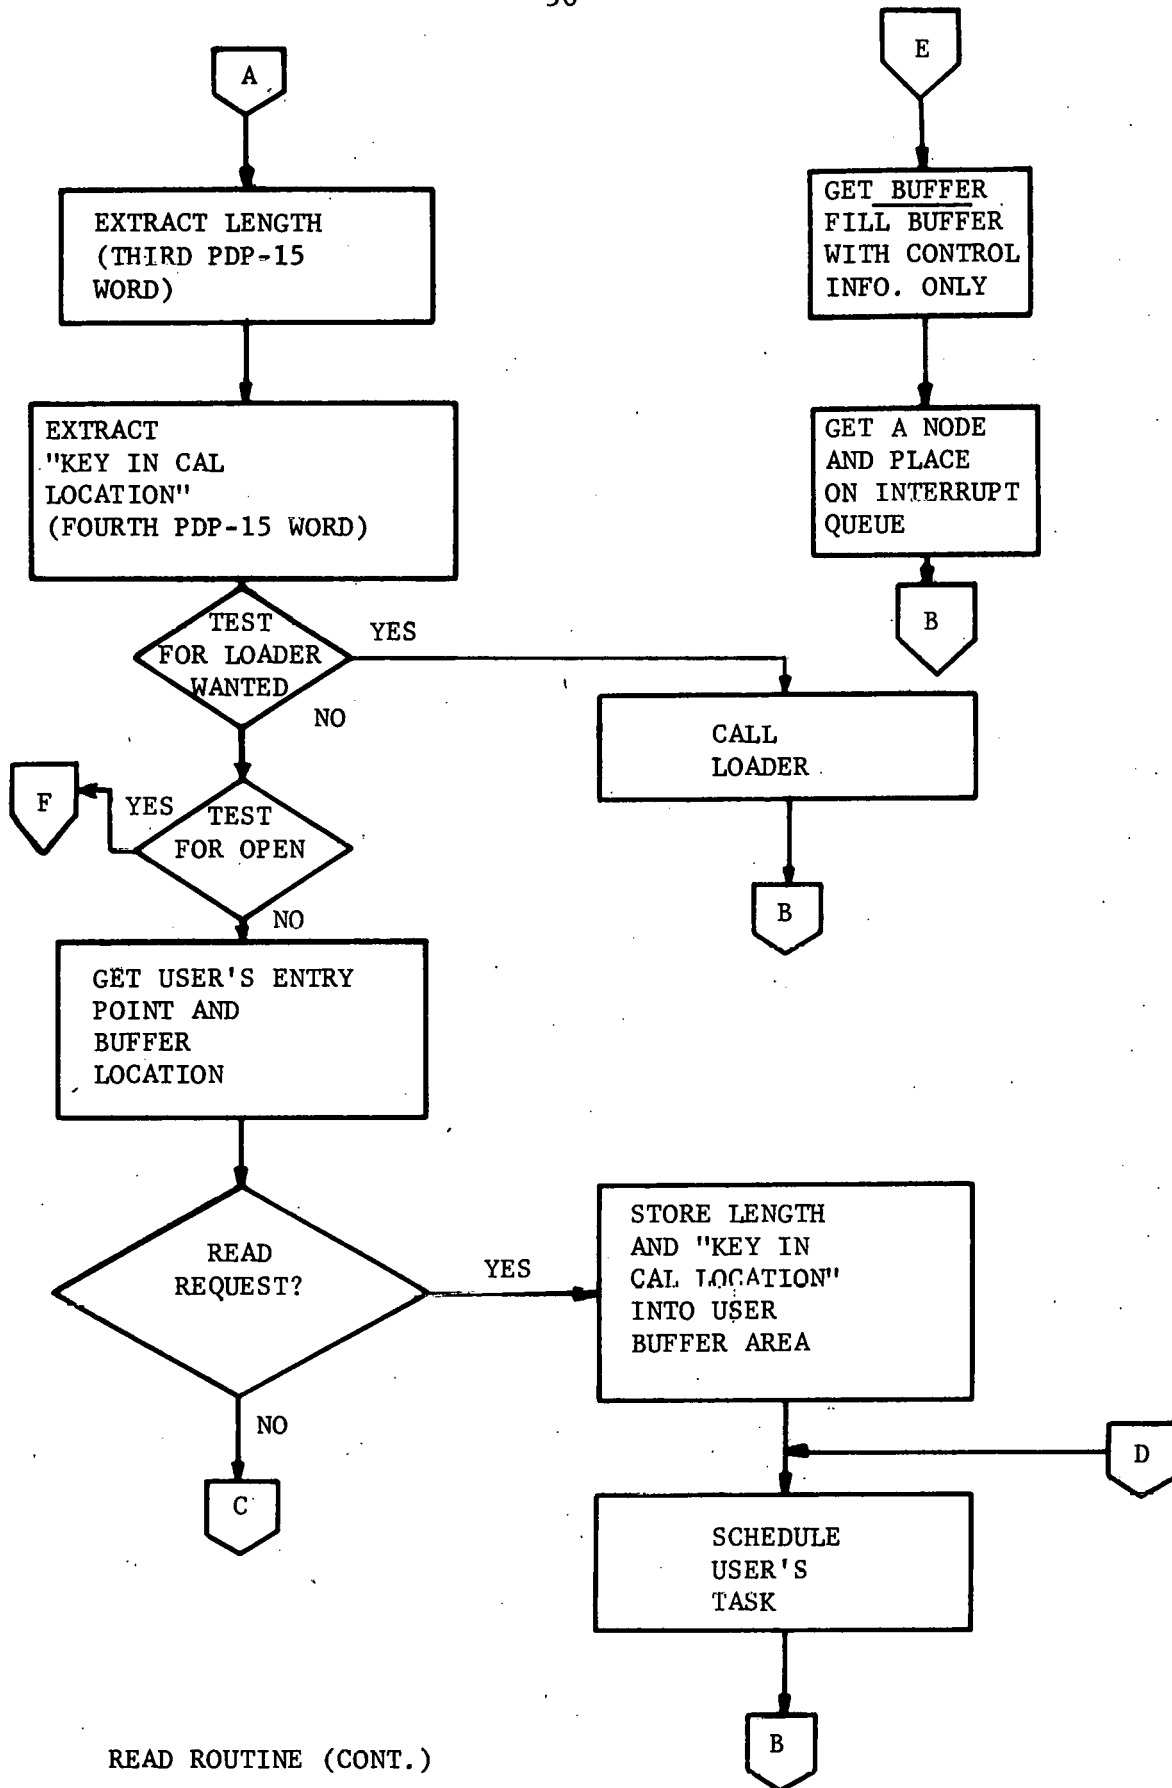 A
EXTRACT LENGTH
(THIRD PDP-15
WORD)
EXTRACT
"KEY IN CAL
LOCATION"
(FOURTH PDP-15 WORD)
TEST
FOR LOADER
WANTED
YES
NO
CALL
LOADER
B
F
YES
TEST
FOR OPEN
NO
GET USER'S ENTRY
POINT AND
BUFFER
LOCATION
READ
REQUEST?
YES
NO
C
STORE LENGTH
AND "KEY IN
CAL LOCATION"
INTO USER
BUFFER AREA
D
SCHEDULE
USER'S
TASK
B
E
GET BUFFER
FILL BUFFER
WITH CONTROL
INFO. ONLY
GET A NODE
AND PLACE
ON INTERRUPT
QUEUE
B
READ ROUTINE (CONT.)